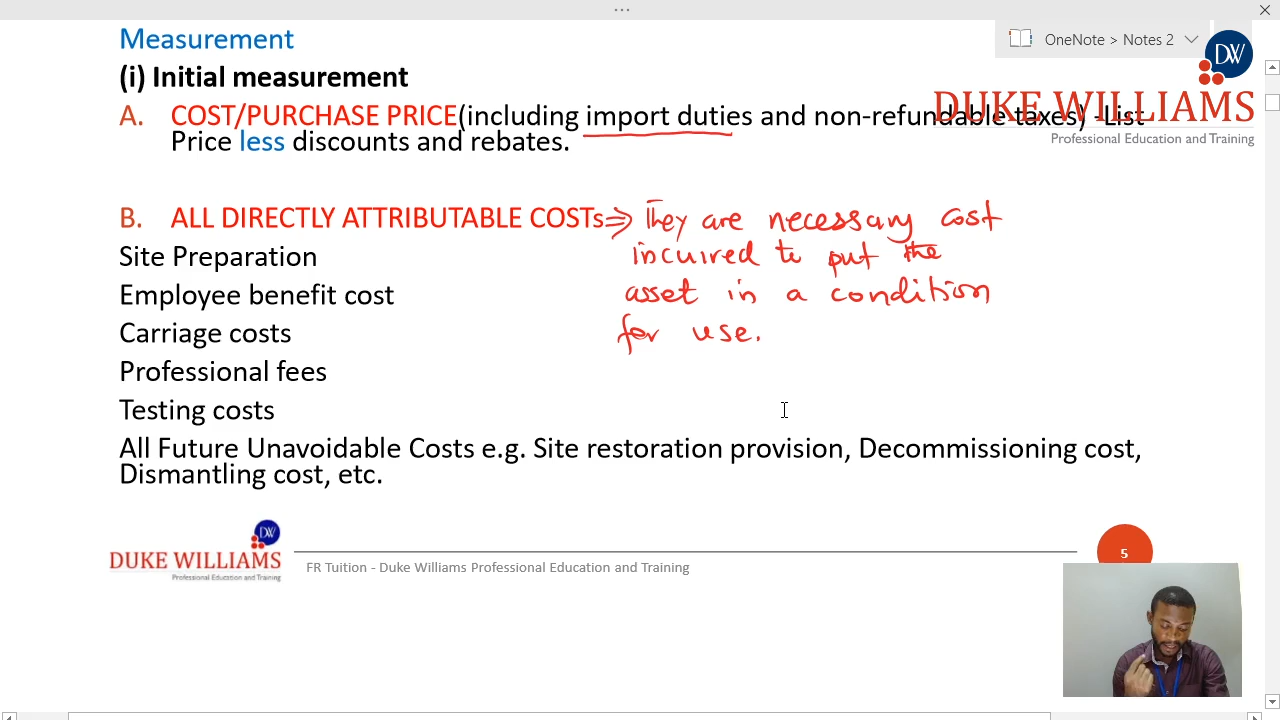 Measurement
OneNote > Notes 2
DW
(i) Initial measurement
A. COST/PURCHASE PRICE(including import duties and non-refundable taxes) -List
DUKE WILLIAMS
Price less discounts and rebates.
Professional Education and Training
B. ALL DIRECTLY ATTRIBUTABLE COSTs⇒ They are necessary cost
Site Preparation
incurred to put the
Employee benefit cost
asset in a condition
Carriage costs
for use.
Professional fees
Testing costs
All Future Unavoidable Costs e.g. Site restoration provision, Decommissioning cost,
Dismantling cost, etc.
DW
DUKE WILLIAMS
Professional Education and Training
FR Tuition - Duke Williams Professional Education and Training
5